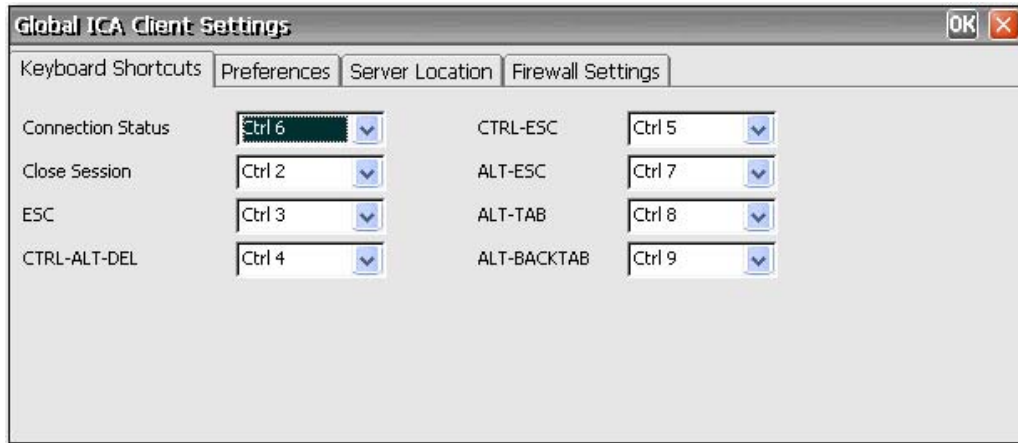 Global ICA Client Settings OK
Keyboard Shortcuts Preferences Server Location Firewall Settings
Connection Status Ctrl 6 CTRL-ESC Ctrl 5
Close Session Ctrl 2 ALT-ESC Ctrl 7
ESC Ctrl 3 ALT-TAB Ctrl 8
CTRL-ALT-DEL Ctrl 4 ALT-BACKTAB Ctrl 9